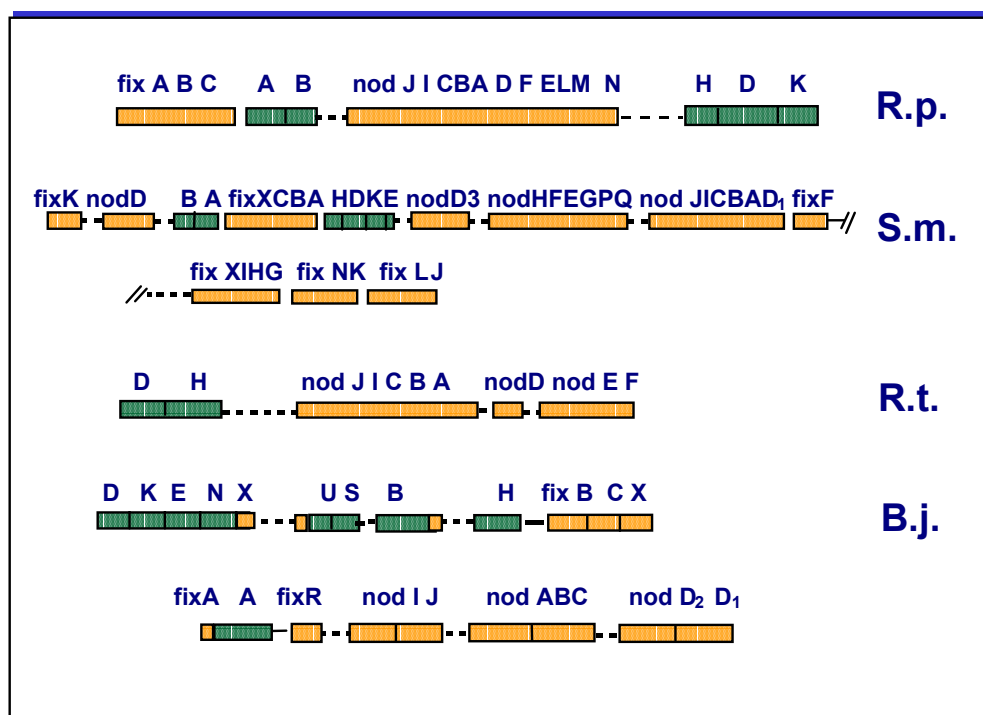 fix A B C A B nod J I CBA D F ELM N H D K
R.p.
fixK nodD B A fixXCBA HDKE nodD3 nodHFEGPQ nod JICBAD₁ fixF
S.m.
fix XIHG fix NK fix LJ
D H nod J I C B A nodD nod E F
R.t.
D K E N X U S B H fix B C X
B.j.
fixA A fixR nod I J nod ABC nod D₂ D₁